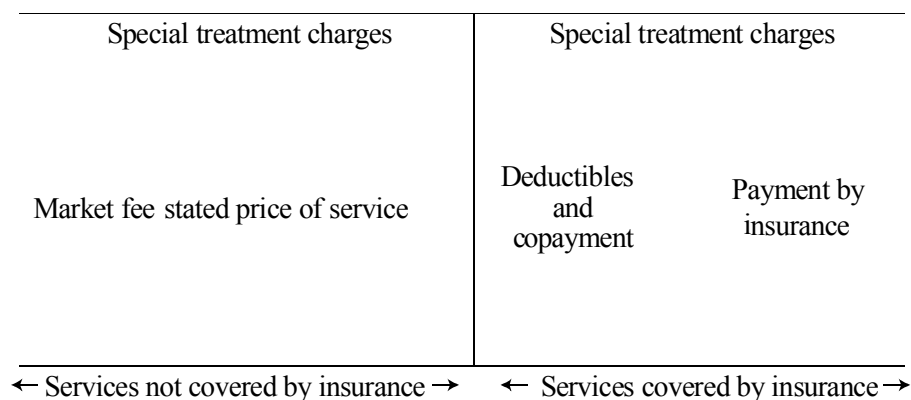 Special treatment charges
Special treatment charges
Market fee stated price of service
Deductibles
and
copayment
Payment by
insurance
← Services not covered by insurance →
← Services covered by insurance →